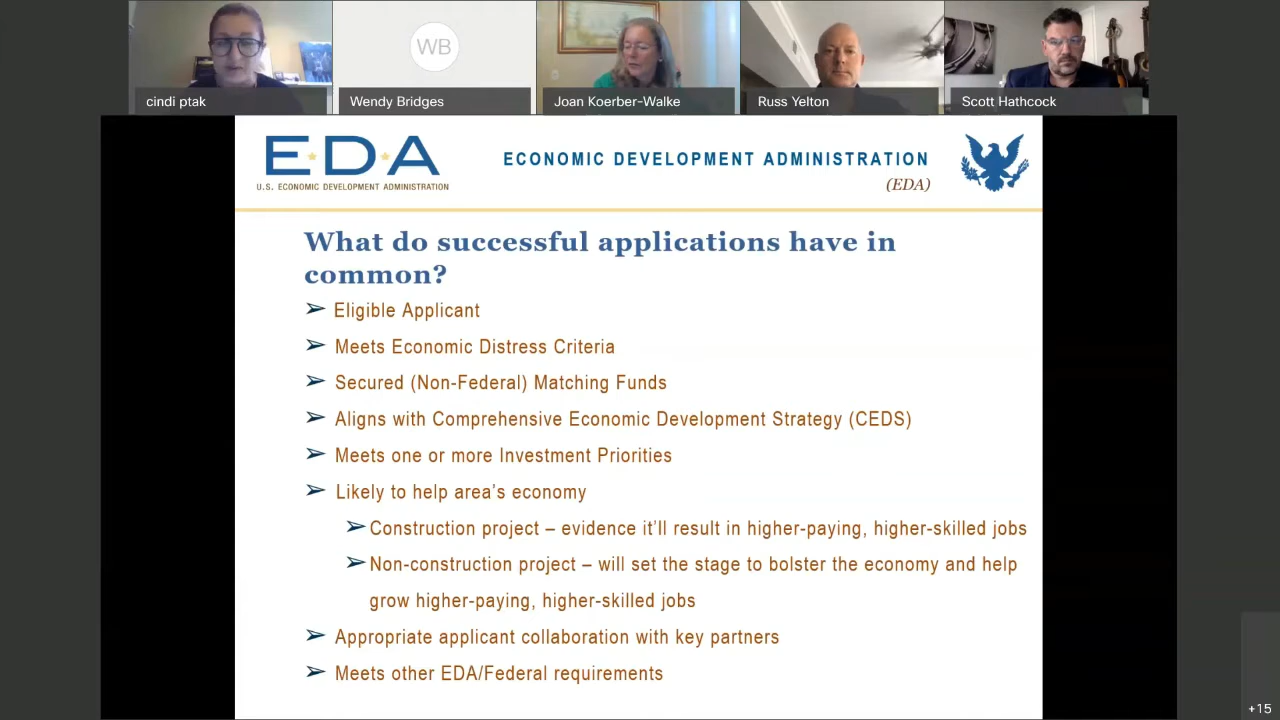 cindi ptak
WB
Wendy Bridges
Joan Koerber-Walke
Russ Yelton
Scott Hathcock
EDA
U.S. ECONOMIC DEVELOPMENT ADMINISTRATION
ECONOMIC DEVELOPMENT ADMINISTRATION
(EDA)
What do successful applications have in
common?
➢ Eligible Applicant
➢ Meets Economic Distress Criteria
➢ Secured (Non-Federal) Matching Funds
➢ Aligns with Comprehensive Economic Development Strategy (CEDS)
➢ Meets one or more Investment Priorities
➢ Likely to help area's economy
➢ Construction project – evidence it'll result in higher-paying, higher-skilled jobs
➢ Non-construction project – will set the stage to bolster the economy and help
grow higher-paying, higher-skilled jobs
➢ Appropriate applicant collaboration with key partners
➢ Meets other EDA/Federal requirements
+15